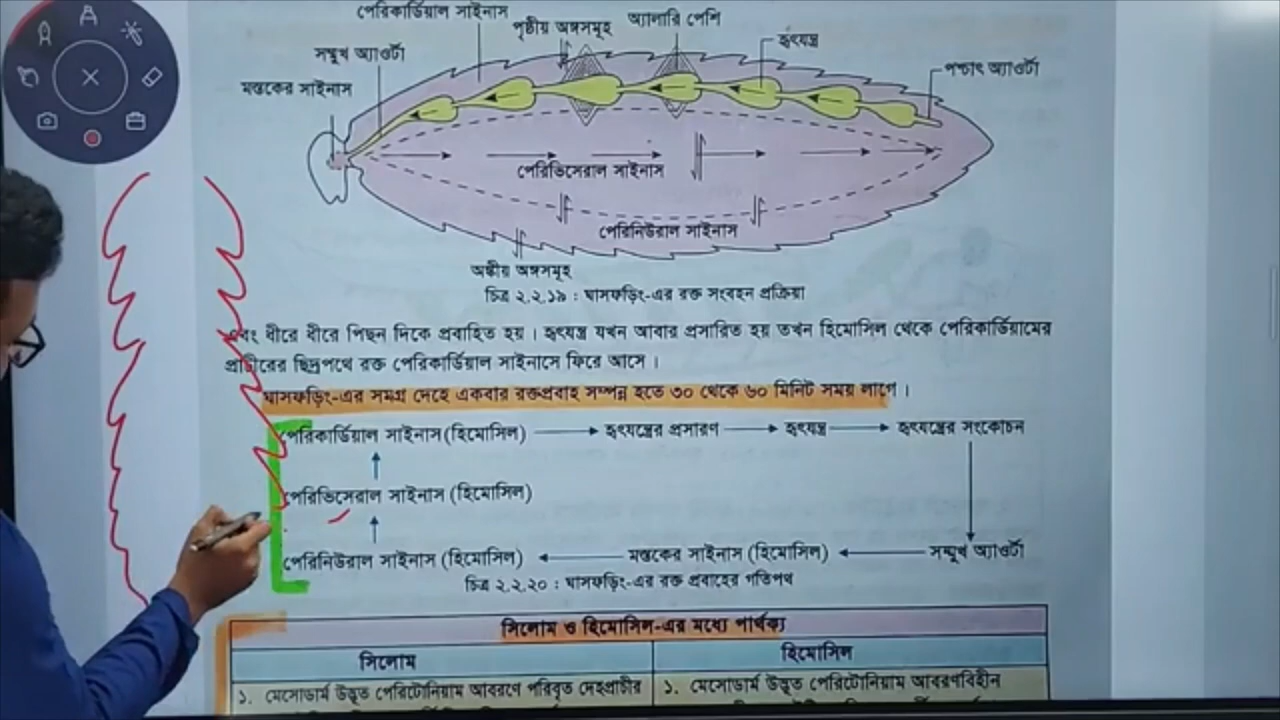 পেরিকার্ডিয়াল সাইনাস
পৃষ্ঠীয় অঙ্গসমূহ
অ্যালারি পেশি
সম্মুখ অ্যাওর্টা
হৃৎযন্ত্র
পশ্চাৎ অ্যাওর্টা
মস্তকের সাইনাস
পেরিভিসেরাল সাইনাস
পেরিনিউরাল সাইনাস
অঙ্কীয় অঙ্গসমূহ
চিত্র ২.২.১৯ : ঘাসফড়িং-এর রক্ত সংবহন প্রক্রিয়া
এবং ধীরে ধীরে পিছন দিকে প্রবাহিত হয়। হৃৎযন্ত্র যখন আবার প্রসারিত হয় তখন হিমোসিল থেকে পেরিকার্ডিয়ামের
প্রাচীরের ছিদ্রপথে রক্ত পেরিকার্ডিয়াল সাইনাসে ফিরে আসে।
ঘাসফড়িং-এর সমগ্র দেহে একবার রক্তপ্রবাহ সম্পন্ন হতে ৩০ থেকে ৬০ মিনিট সময় লাগে।
পেরিকার্ডিয়াল সাইনাস (হিমোসিল) → হৃৎযন্ত্রের প্রসারণ → হৃৎযন্ত্র → হৃৎযন্ত্রের সংকোচন
পেরিভিসেরাল সাইনাস (হিমোসিল)
পেরিনিউরাল সাইনাস (হিমোসিল) ← মস্তকের সাইনাস (হিমোসিল) ← সম্মুখ অ্যাওর্টা
চিত্র ২.২.২০ : ঘাসফড়িং-এর রক্ত প্রবাহের গতিপথ
সিলোম ও হিমোসিল-এর মধ্যে পার্থক্য
সিলোম
হিমোসিল
১. মেসোডার্ম উদ্ভূত পেরিটোনিয়াম আবরণে পরিবৃত দেহপ্রাচীর
১. মেসোডার্ম উদ্ভূত পেরিটোনিয়াম আবরণবিহীন